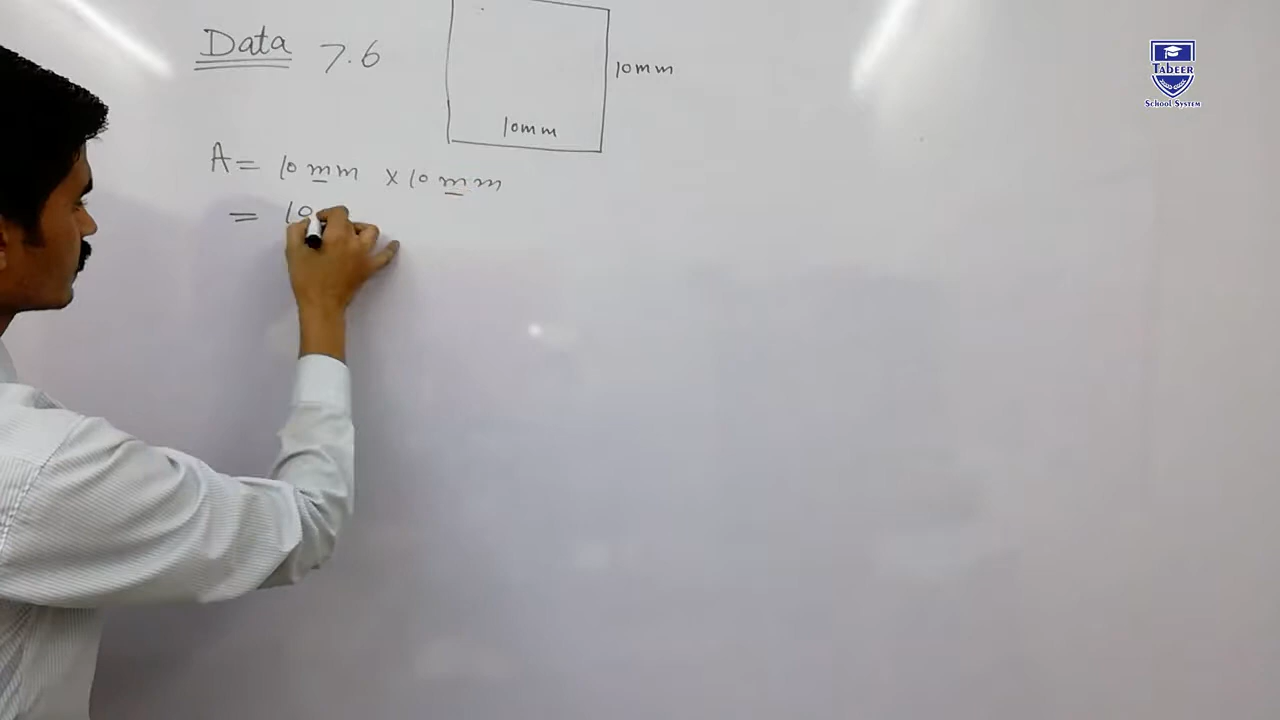 Data 7.6
10mm
10mm
A = 10 mm × 10 mm
= 10
TABEER
School System